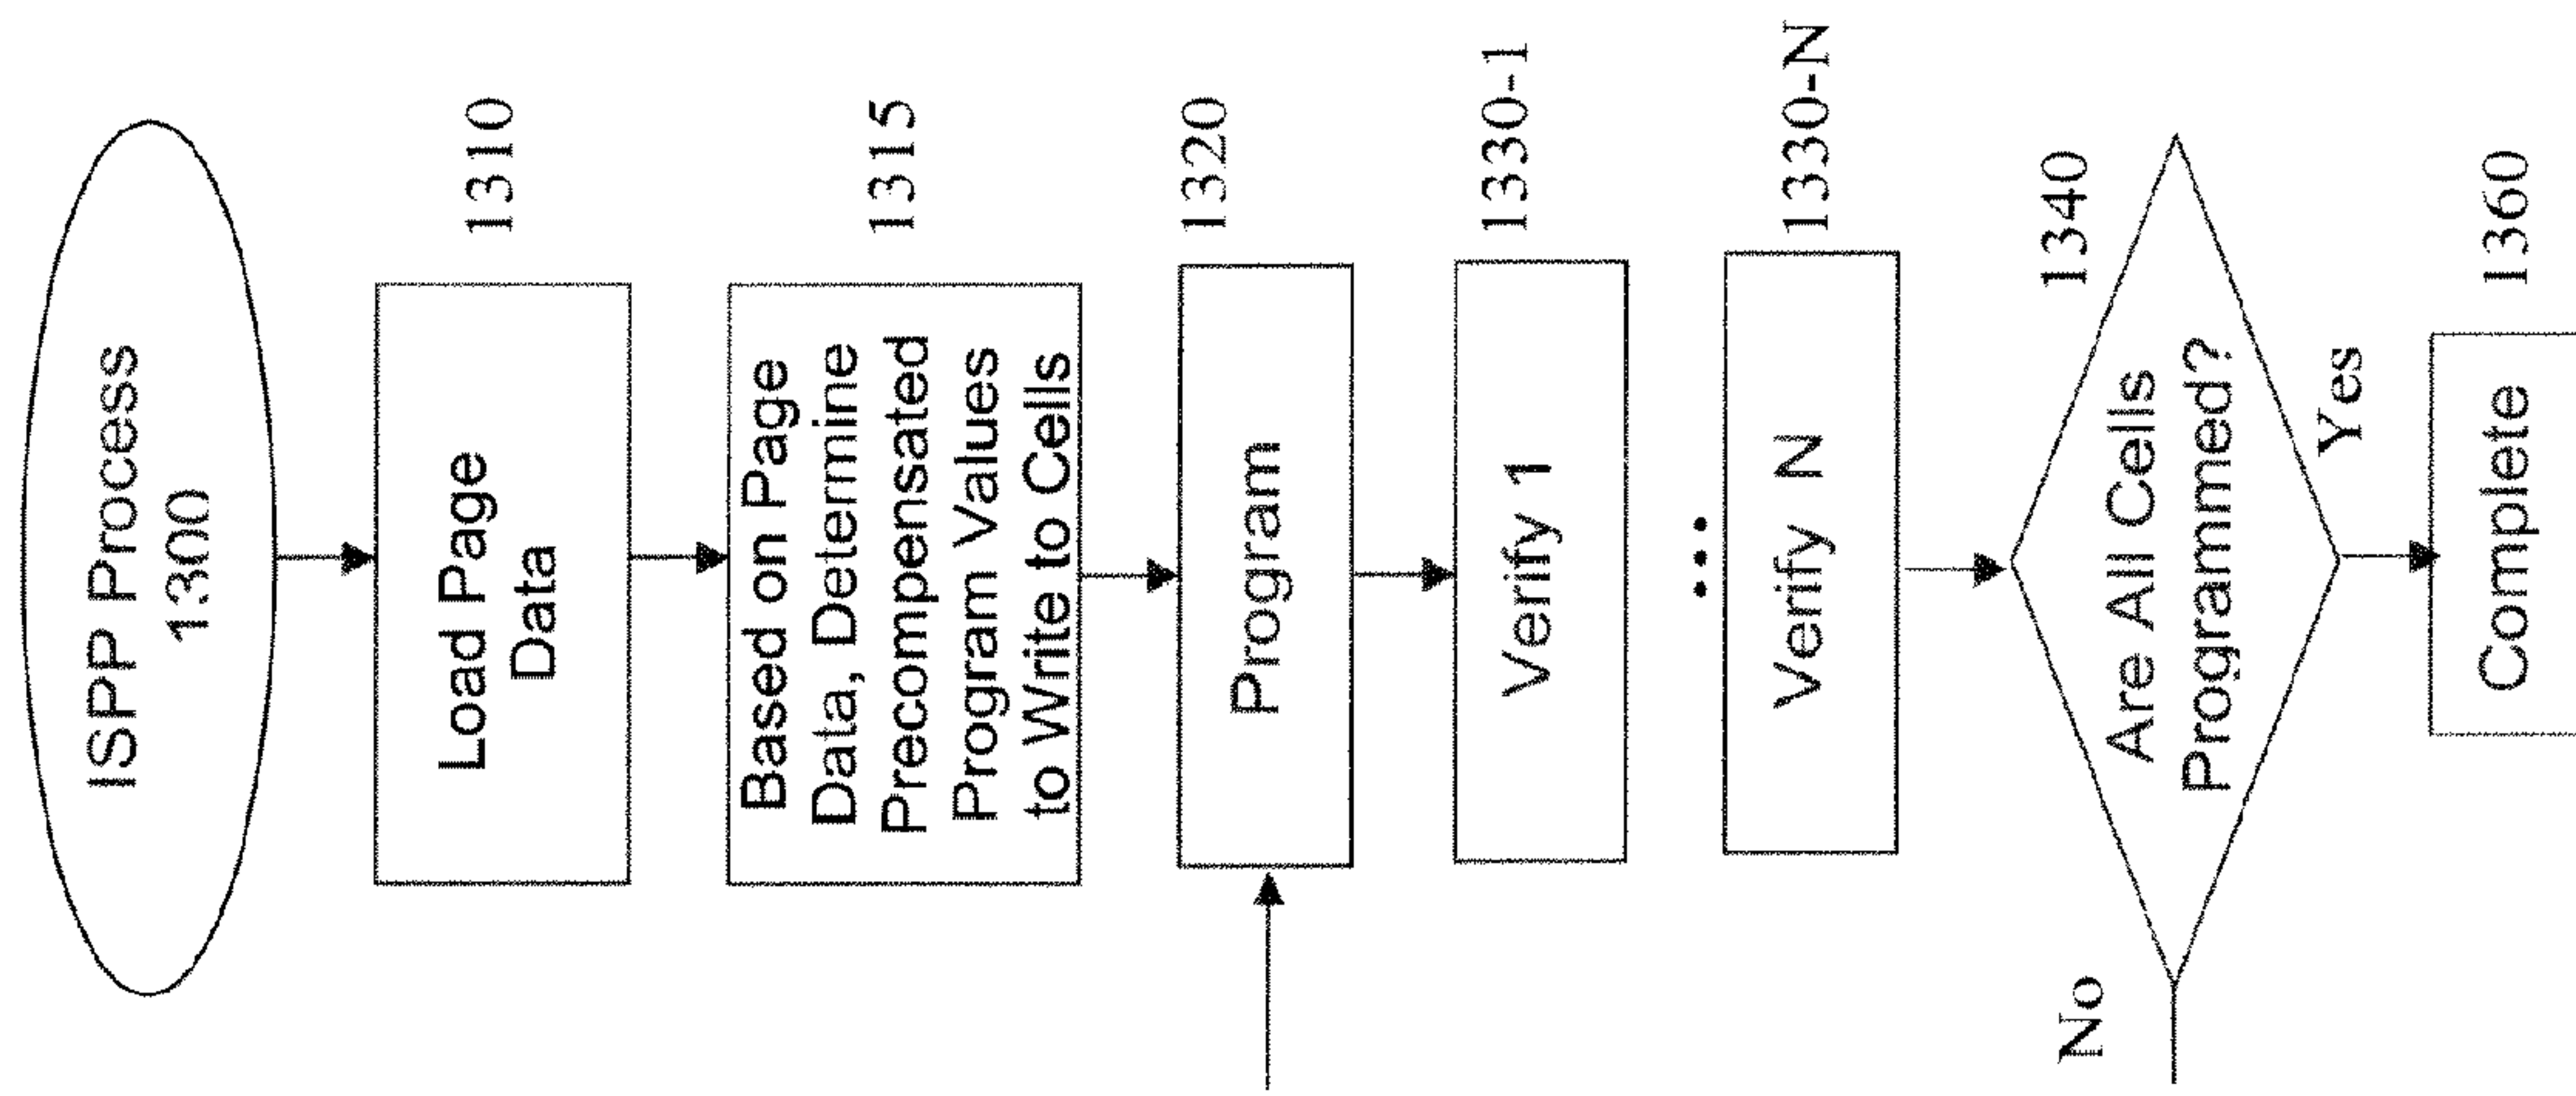 ISPP Process
1300
Load Page
Data
1310
Based on Page
Data, Determine
Precompensated
Program Values
to Write to Cells
1315
Program
1320
Verify 1
1330-1
...
Verify N
1330-N
1340
Are All Cells
Programmed?
No
Yes
Complete
1360